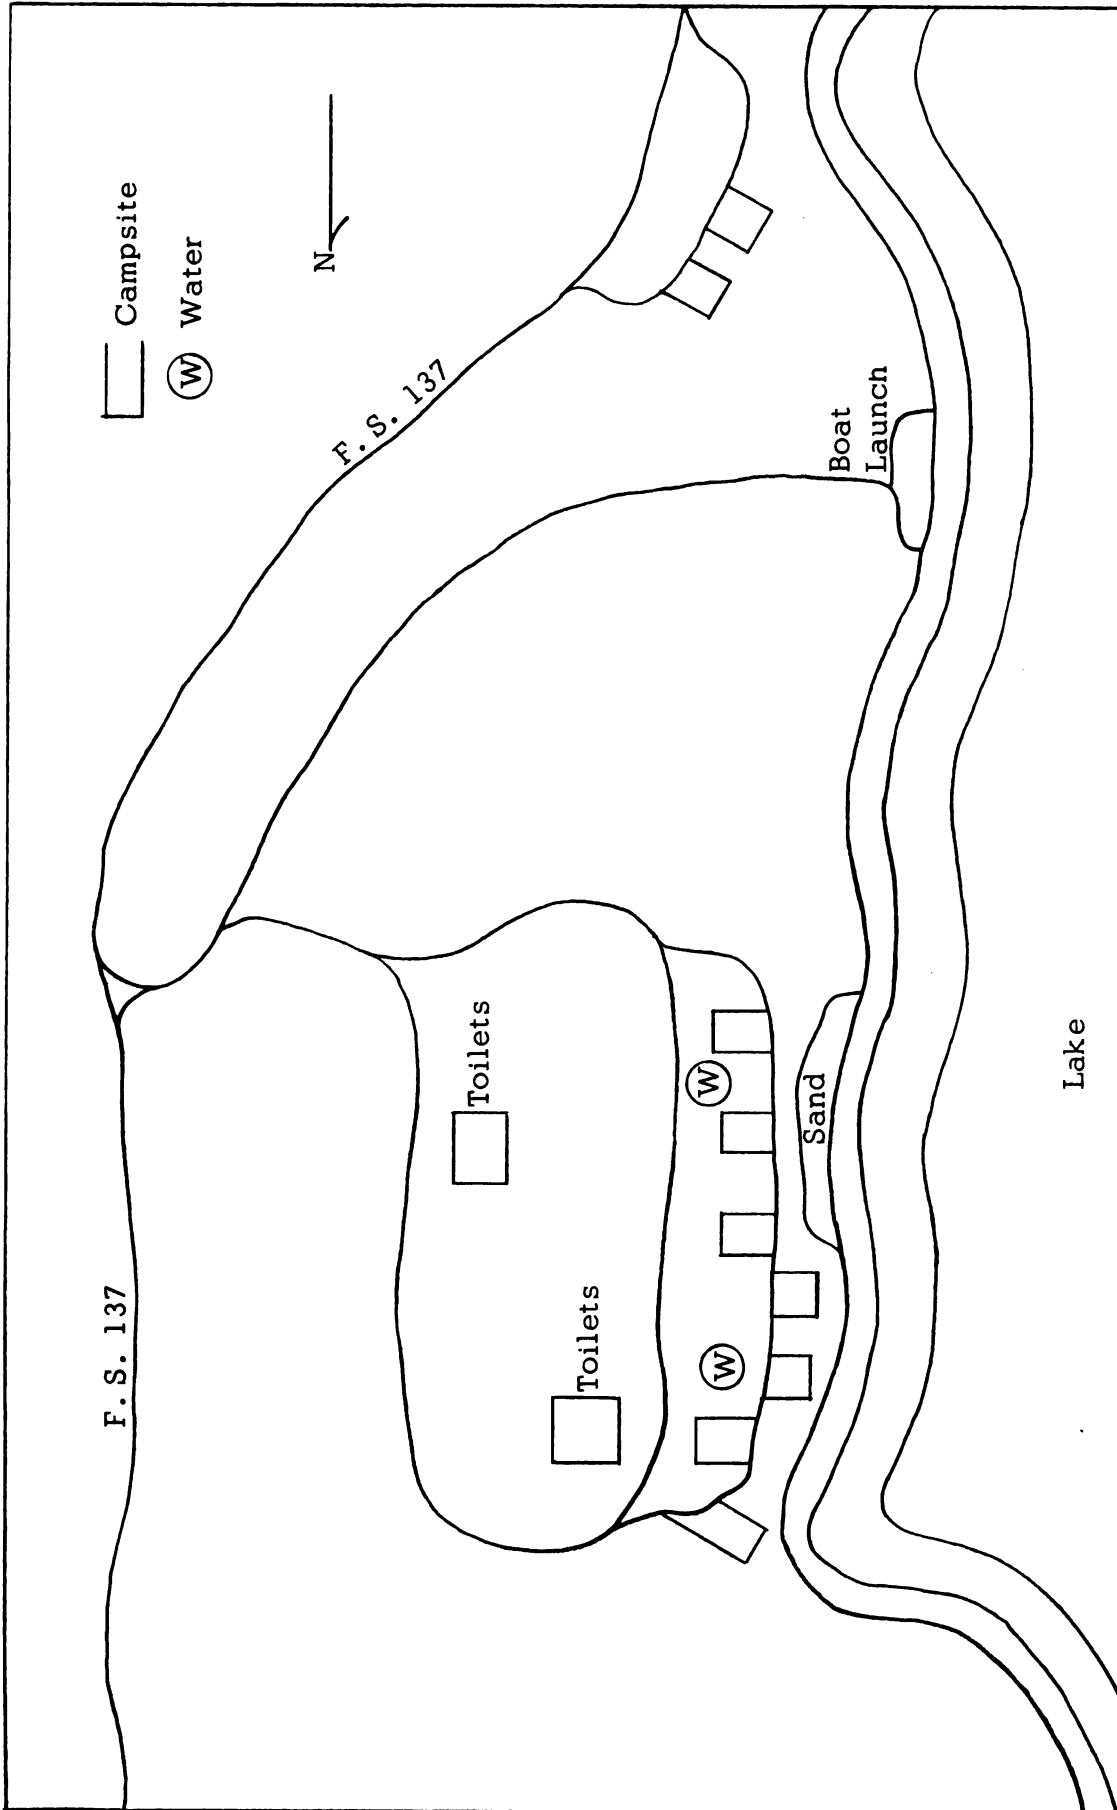 Campsite
W Water
N
F. S. 137
F. S. 137
Boat
Launch
Toilets
Toilets
W
W
Sand
Lake